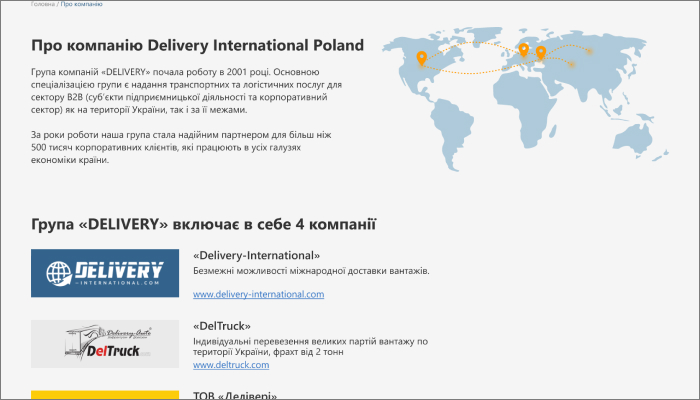 Головна / Про компанію
Про компанію Delivery International Poland
Група компаній «DELIVERY» почала роботу в 2001 році. Основною
спеціалізацією групи є надання транспортних та логістичних послуг для
сектору B2B (суб'єкти підприємницької діяльності та корпоративний
сектор) як на території України, так і за її межами.
За роки роботи наша група стала надійним партнером для більш ніж
500 тисяч корпоративних клієнтів, які працюють в усіх галузях
економіки країни.
Група «DELIVERY» включає в себе 4 компанії
DELIVERY
INTERNATIONAL.COM
«Delivery-International»
Безмежні можливості міжнародної доставки вантажів.
www.delivery-international.com
Delivery-Auto
DelTruck
«DelTruck»
Індивідуальні перевезення великих партій вантажу по
території України, фрахт від 2 тонн
www.deltruck.com
ТОВ «Делівері»